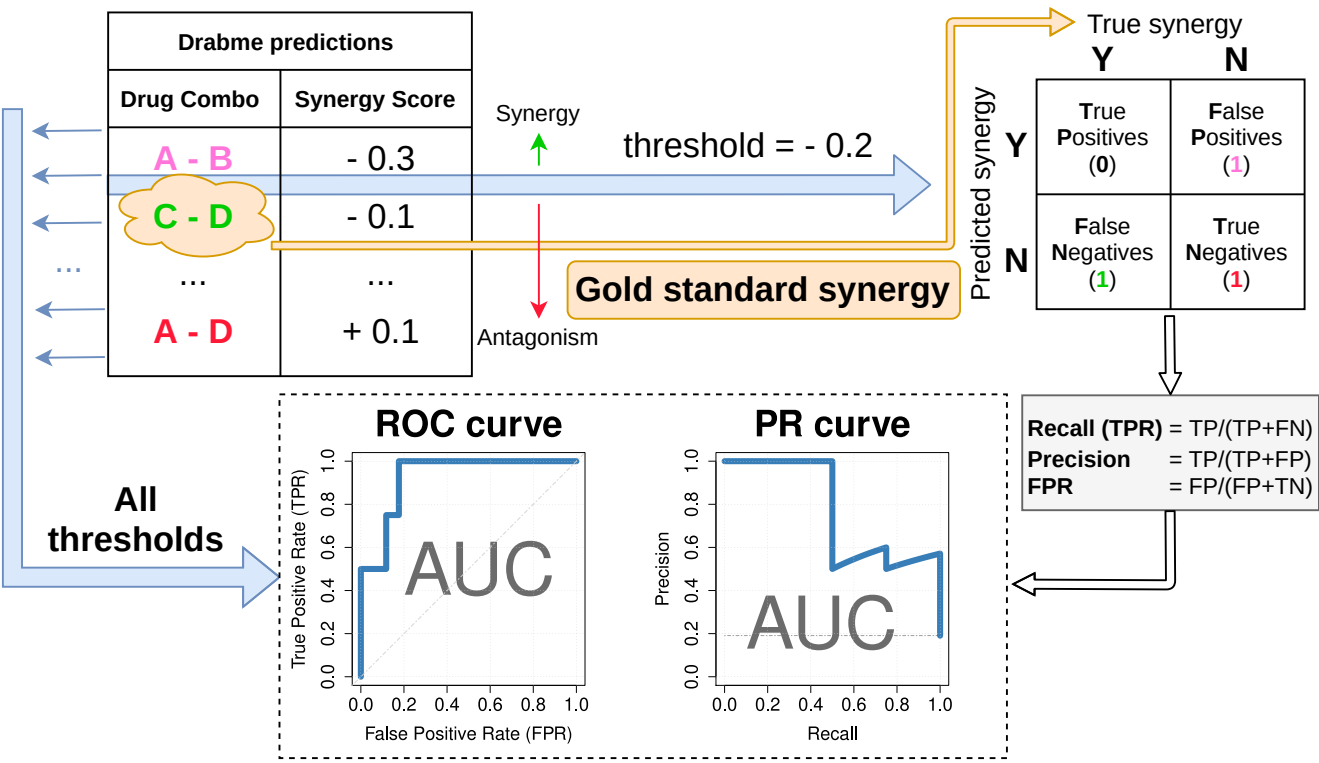 Drabme predictions
Drug Combo
Synergy Score
A - B
- 0.3
C - D
- 0.1
...
...
A - D
+ 0.1
...
Synergy
Antagonism
threshold = - 0.2
Gold standard synergy
True synergy
Y
N
Predicted synergy
Y
N
True
Positives
(0)
False
Positives
(1)
False
Negatives
(1)
True
Negatives
(1)
Recall (TPR) = TP/(TP+FN)
Precision = TP/(TP+FP)
FPR = FP/(FP+TN)
All
thresholds
ROC curve
True Positive Rate (TPR)
1.0
0.8
0.6
0.4
0.2
0.0
AUC
0.0 0.2 0.4 0.6 0.8 1.0
False Positive Rate (FPR)
PR curve
Precision
1.0
0.8
0.6
0.4
0.2
0.0
AUC
0.0 0.2 0.4 0.6 0.8 1.0
Recall